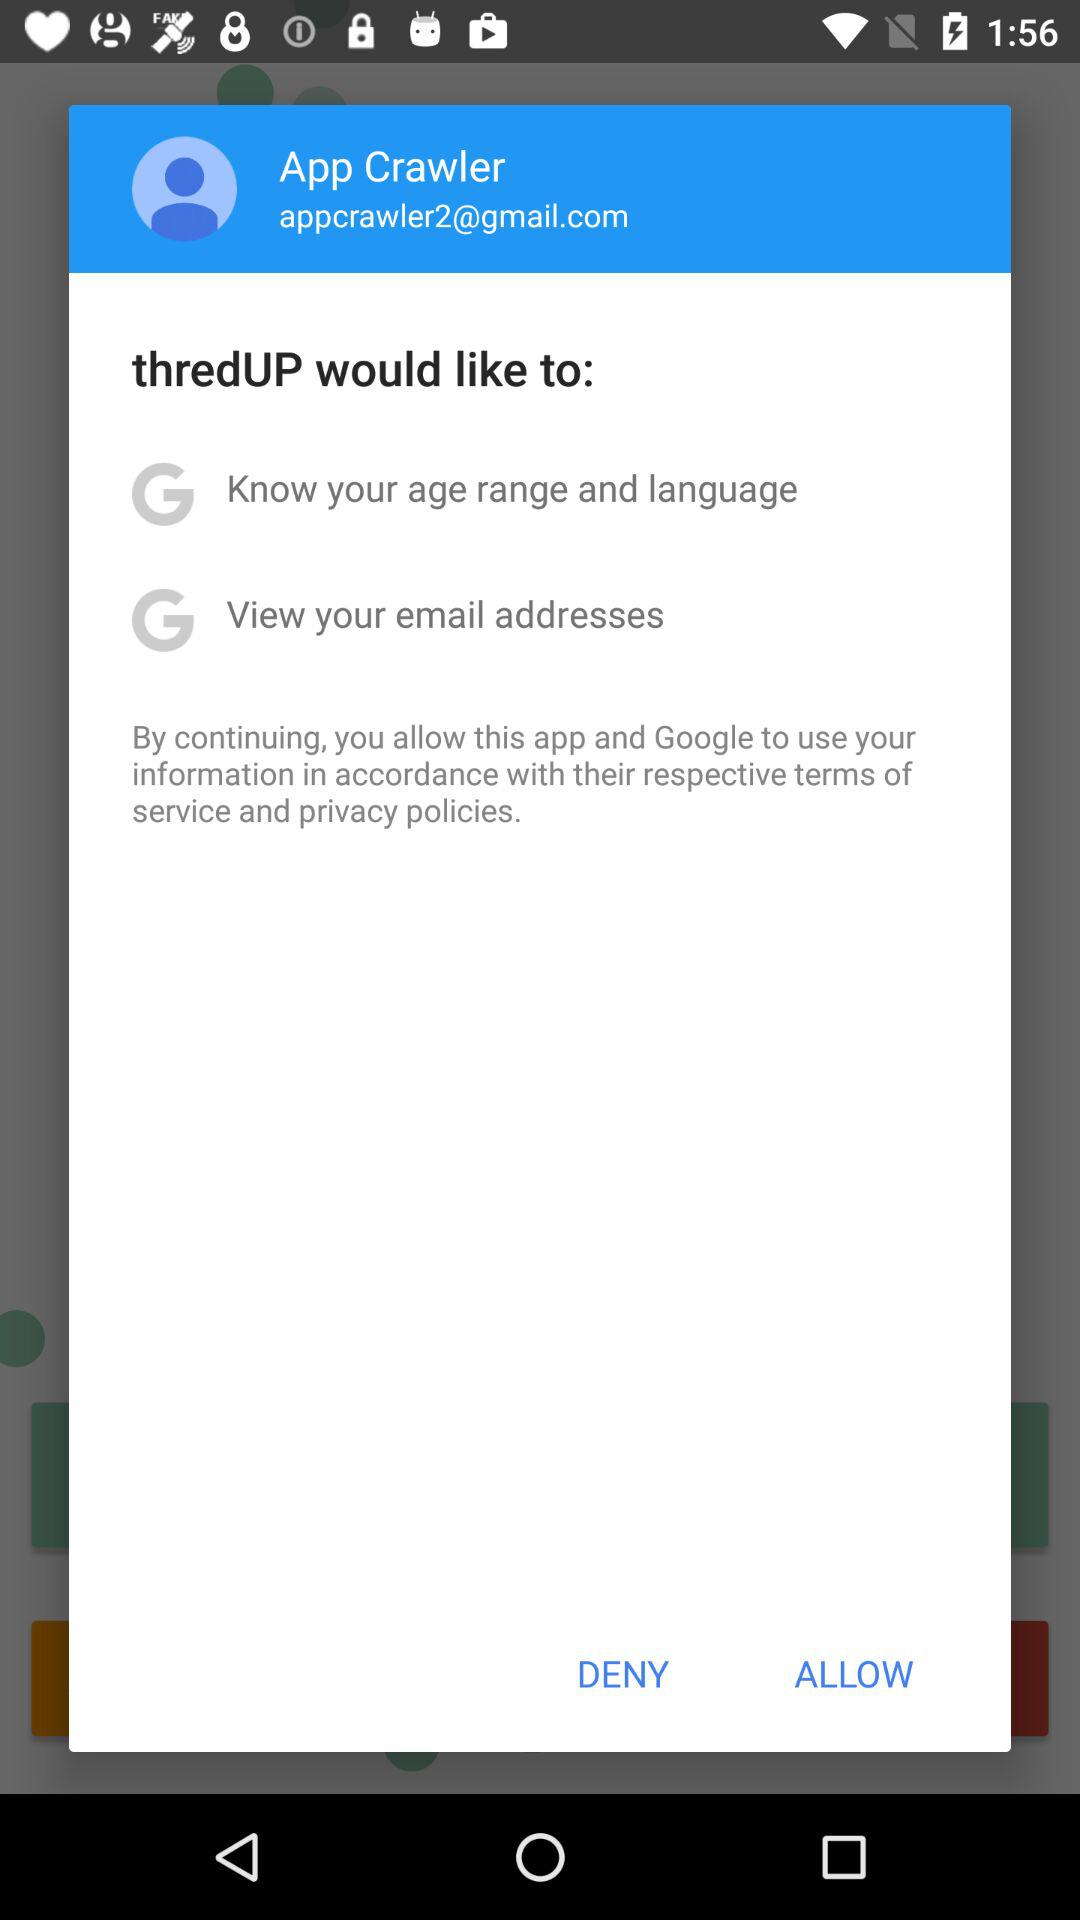 FAKE
1:56
App Crawler
appcrawler2@gmail.com
thredUP would like to:
Know your age range and language
View your email addresses
By continuing, you allow this app and Google to use your
information in accordance with their respective terms of
service and privacy policies.
DENY ALLOW